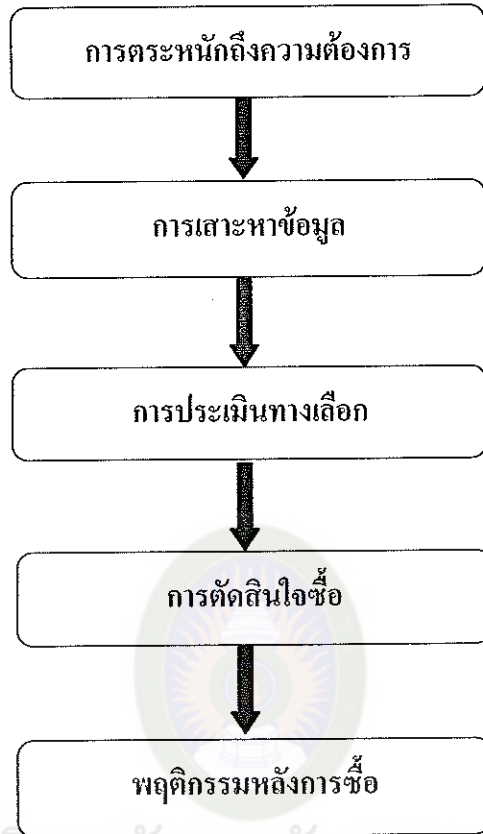 การตระหนักถึงความต้องการ
การเสาะหาข้อมูล
การประเมินทางเลือก
การตัดสินใจซื้อ
พฤติกรรมหลังการซื้อ